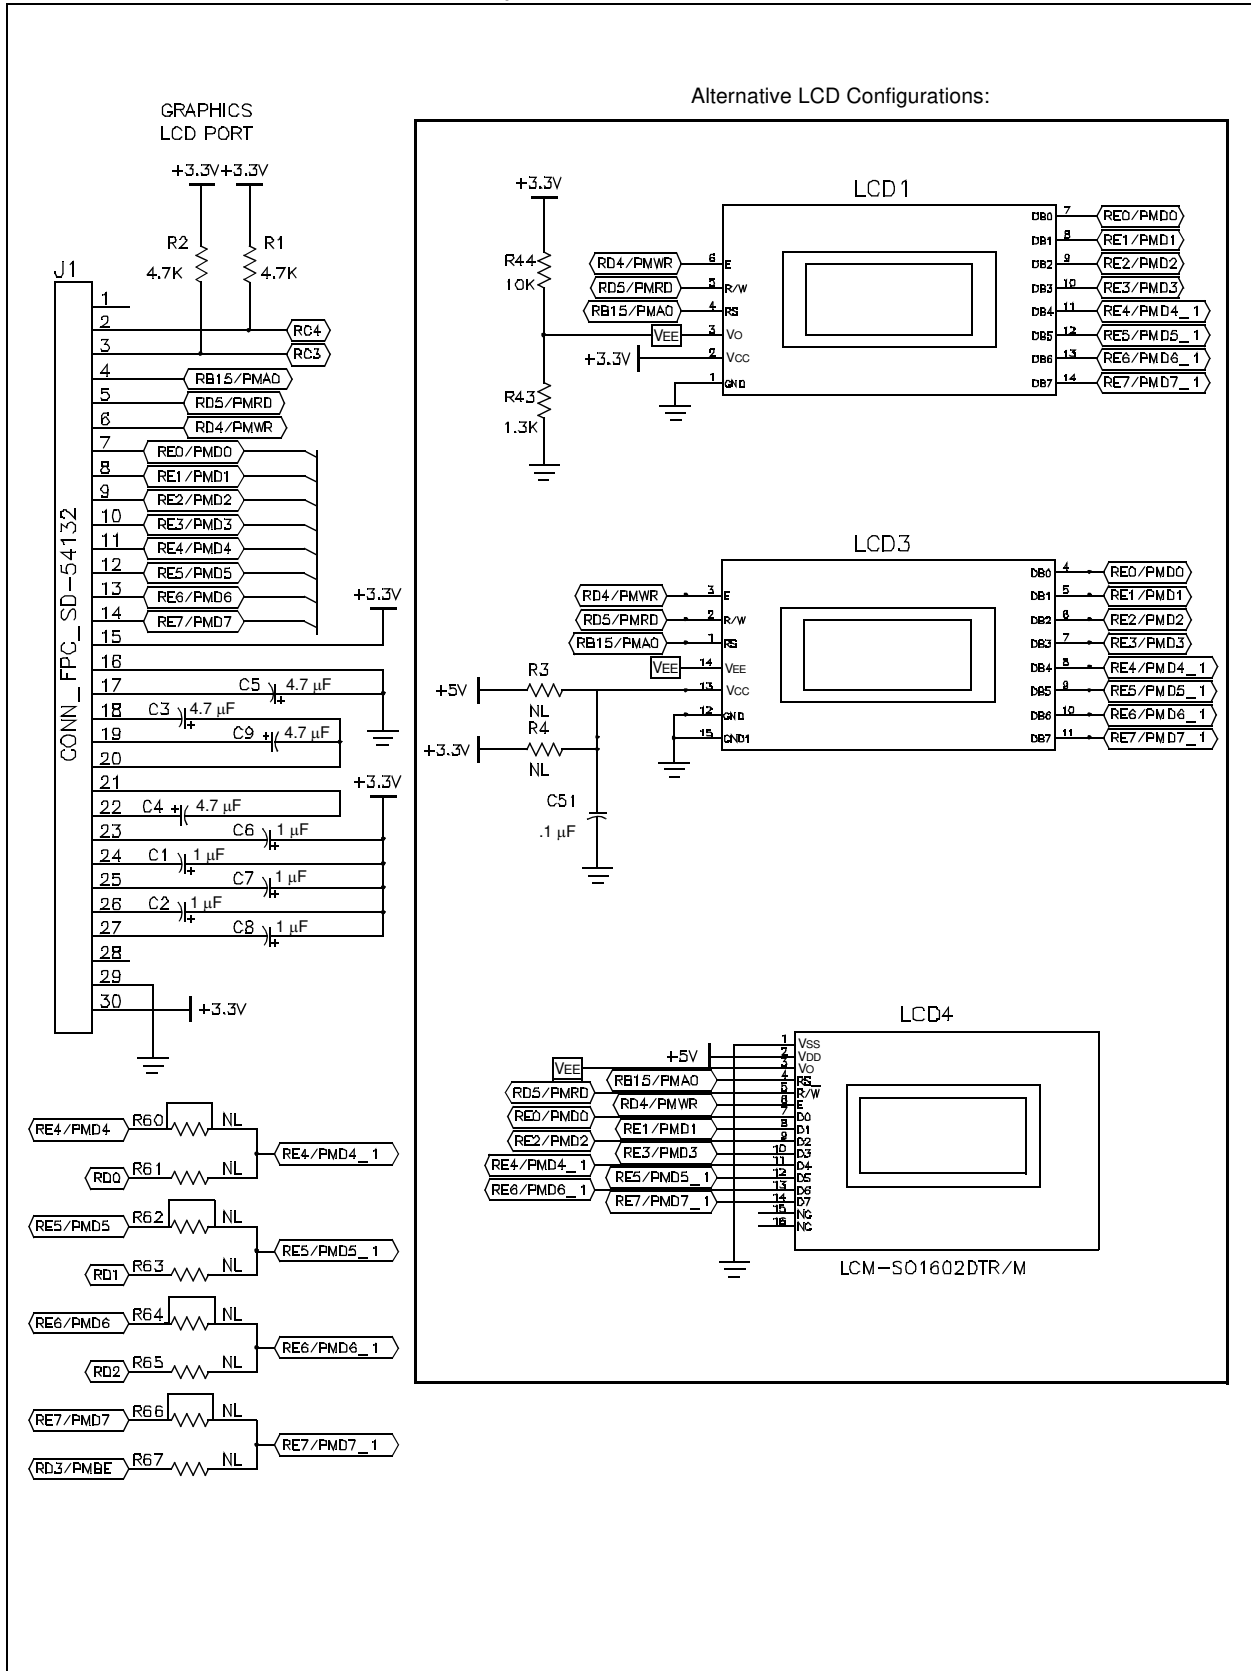 Alternative LCD Configurations:
GRAPHICS
LCD PORT
+3.3V +3.3V
R2
4.7K
R1
4.7K
J1
CONN_FPC_SD-54132
1
2
RC4
3
RC3
4
RB15/PMA0
5
RD5/PMRD
6
RD4/PMWR
7
RE0/PMD0
8
RE1/PMD1
9
RE2/PMD2
10
RE3/PMD3
11
RE4/PMD4
12
RE5/PMD5
13
RE6/PMD6
+3.3V
14
RE7/PMD7
15
16
17
C5 4.7 µF
18
C3 4.7 µF
19
C9 4.7 µF
20
21
+3.3V
22
C4 4.7 µF
23
C6 1 µF
24
C1 1 µF
25
C7 1 µF
26
C2 1 µF
27
C8 1 µF
28
29
30
+3.3V
RE4/PMD4 R60 NL
RE4/PMD4_1
RD0 R61 NL
RE5/PMD5 R62 NL
RE5/PMD5_1
RD1 R63 NL
RE6/PMD6 R64 NL
RE6/PMD6_1
RD2 R65 NL
RE7/PMD7 R66 NL
RE7/PMD7_1
RD3/PMBE R67 NL
LCD1
+3.3V
R44
10K
R43
1.3K
RD4/PMWR 6 E
RD5/PMRD 5 R/W
RB15/PMA0 4 RS
VEE 3 VO
+3.3V 2 VCC
1 GND
DB0 7 RE0/PMD0
DB1 8 RE1/PMD1
DB2 9 RE2/PMD2
DB3 10 RE3/PMD3
DB4 11 RE4/PMD4_1
DB5 12 RE5/PMD5_1
DB6 13 RE6/PMD6_1
DB7 14 RE7/PMD7_1
LCD3
RD4/PMWR 3 E
RD5/PMRD 2 R/W
RB15/PMA0 1 RS
VEE 14 VEE
+5V R3 NL 13 VCC
12 GND
+3.3V R4 NL 15 GND1
C51
.1 µF
DB0 4 RE0/PMD0
DB1 5 RE1/PMD1
DB2 6 RE2/PMD2
DB3 7 RE3/PMD3
DB4 8 RE4/PMD4_1
DB5 9 RE5/PMD5_1
DB6 10 RE6/PMD6_1
DB7 11 RE7/PMD7_1
LCD4
1 VSS
+5V 2 VDD
VEE 3 VO
RB15/PMA0 4 RS
RD5/PMRD 5 R/W
RD4/PMWR 6 E
RE0/PMD0 7 D0
RE1/PMD1 8 D1
RE2/PMD2 9 D2
RE3/PMD3 10 D3
RE4/PMD4_1 11 D4
RE5/PMD5_1 12 D5
RE6/PMD6_1 13 D6
RE7/PMD7_1 14 D7
15 NC
16 NC
LCM-SO1602DTR/M